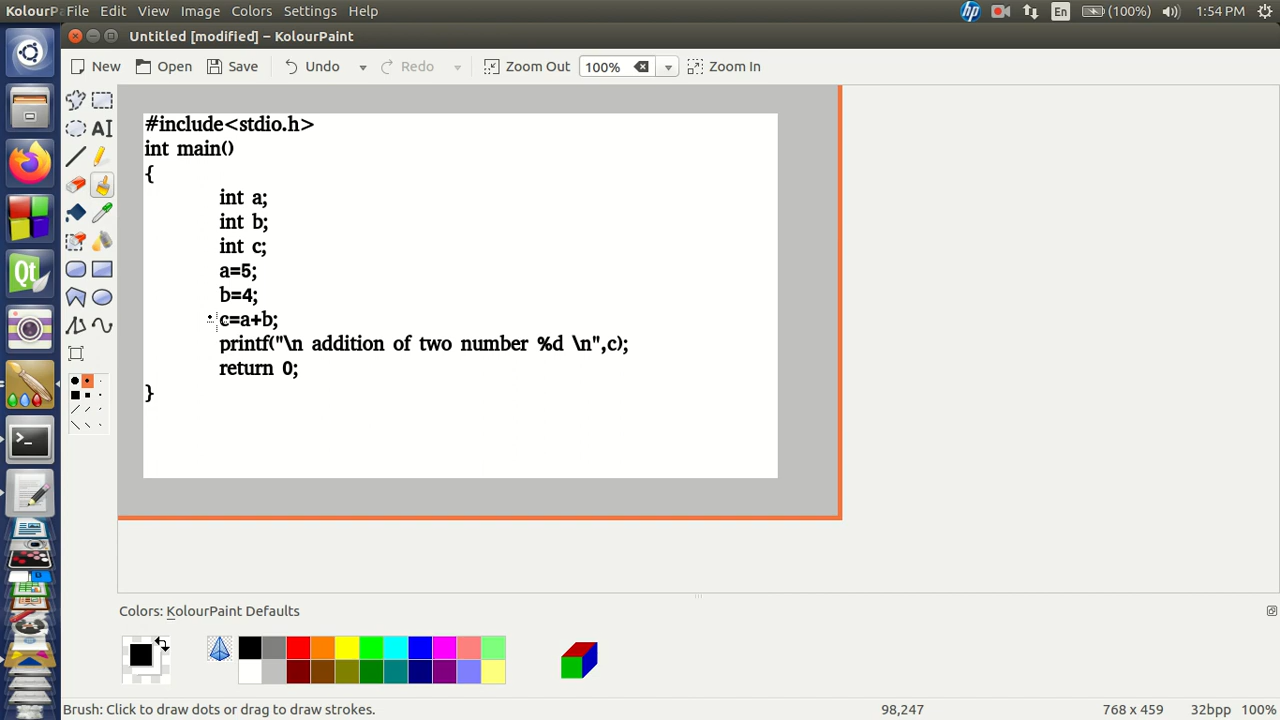 KolourP File Edit View Image Colors Settings Help En (100%) 1:54 PM
Untitled [modified] – KolourPaint
New Open Save Undo Redo Zoom Out 100% Zoom In
#include<stdio.h>
int main()
{
int a;
int b;
int c;
a=5;
b=4;
c=a+b;
printf("\n addition of two number %d \n",c);
return 0;
}
Colors: KolourPaint Defaults
Brush: Click to draw dots or drag to draw strokes. 98,247 768 x 459 32bpp 100%